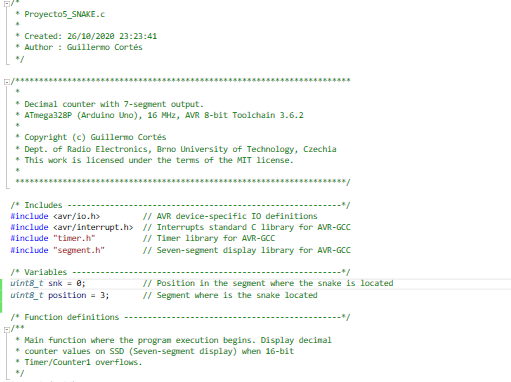 /*
 * Proyecto5_SNAKE.c
 *
 * Created: 26/10/2020 23:23:41
 * Author : Guillermo Cortés
 */

/***********************************************************************
 *
 * Decimal counter with 7-segment output.
 * ATmega328P (Arduino Uno), 16 MHz, AVR 8-bit Toolchain 3.6.2
 *
 * Copyright (c) Guillermo Cortés
 * Dept. of Radio Electronics, Brno University of Technology, Czechia
 * This work is licensed under the terms of the MIT license.
 *
 **********************************************************************/

/* Includes ----------------------------------------------------------*/
#include <avr/io.h>         // AVR device-specific IO definitions
#include <avr/interrupt.h>  // Interrupts standard C library for AVR-GCC
#include "timer.h"          // Timer library for AVR-GCC
#include "segment.h"        // Seven-segment display library for AVR-GCC

/* Variables ---------------------------------------------------------*/
uint8_t snk = 0;            // Position in the segment where the snake is located
uint8_t position = 3;       // Segment where is the snake located

/* Function definitions ----------------------------------------------*/
/**
 * Main function where the program execution begins. Display decimal
 * counter values on SSD (Seven-segment display) when 16-bit
 * Timer/Counter1 overflows.
 */